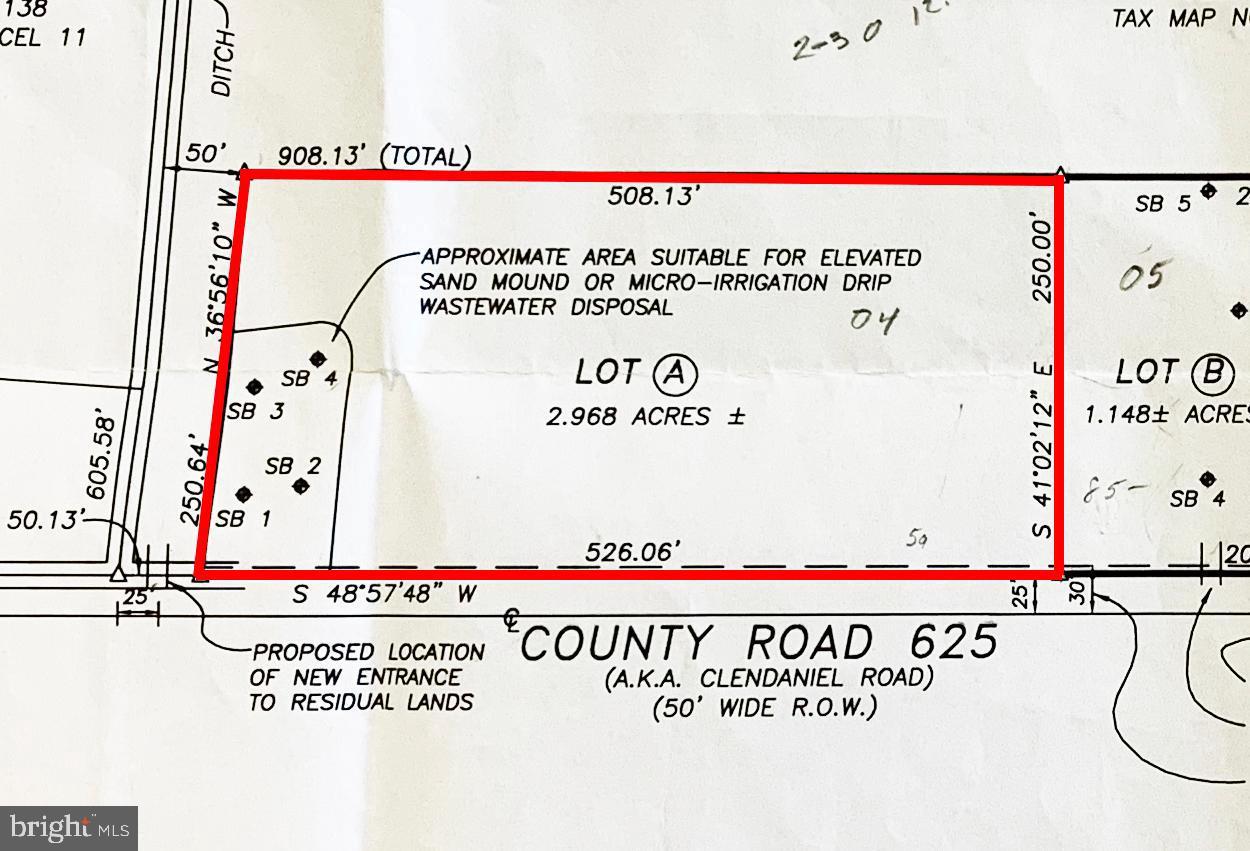 138
CEL 11
DITCH
2-30 12.
TAX MAP N
50'
908.13' (TOTAL)
508.13'
N 36°56'10" W
250.64'
APPROXIMATE AREA SUITABLE FOR ELEVATED
SAND MOUND OR MICRO-IRRIGATION DRIP
WASTEWATER DISPOSAL
04
LOT A
2.968 ACRES ±
SB 4
SB 3
SB 2
SB 1
S 41°02'12" E 250.00'
SB 5
2
05
LOT B
1.148± ACRES
85-
SB 4
605.58'
50.13'
526.06'
S 48°57'48" W
20
25'
25'
30'
PROPOSED LOCATION
OF NEW ENTRANCE
TO RESIDUAL LANDS
℄ COUNTY ROAD 625
(A.K.A. CLENDANIEL ROAD)
(50' WIDE R.O.W.)
bright MLS